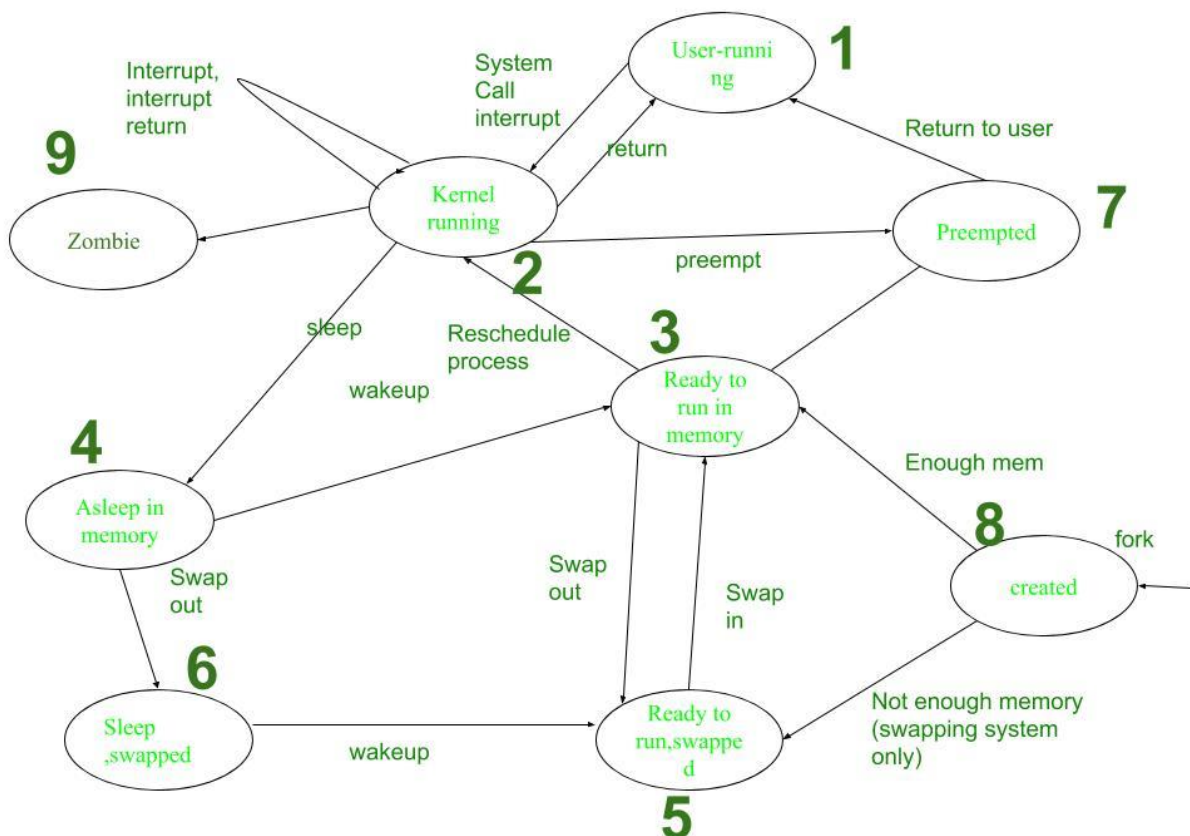 1
User-runni
ng
System
Call
interrupt
Interrupt,
interrupt
return
Return to user
return
9
Kernel
running
7
Zombie
Preempted
preempt
2
sleep
Reschedule
process
3
wakeup
Ready to
run in
memory
4
Enough mem
Asleep in
memory
8
fork
Swap
out
Swap
out
Swap
in
created
6
Not enough memory
(swapping system
only)
Sleep
,swapped
Ready to
run,swappe
d
wakeup
5